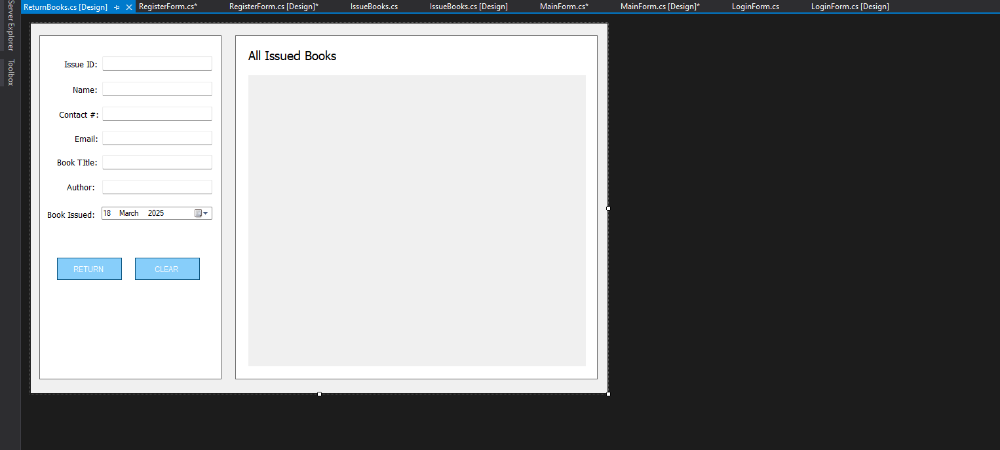 ReturnBooks.cs [Design] RegisterForm.cs* RegisterForm.cs [Design]* IssueBooks.cs IssueBooks.cs [Design] MainForm.cs* MainForm.cs [Design]* LoginForm.cs LoginForm.cs [Design]
Server Explorer
Toolbox
Issue ID:
Name:
Contact #:
Email:
Book TItle:
Author:
Book Issued: 18 March 2025
RETURN CLEAR
All Issued Books